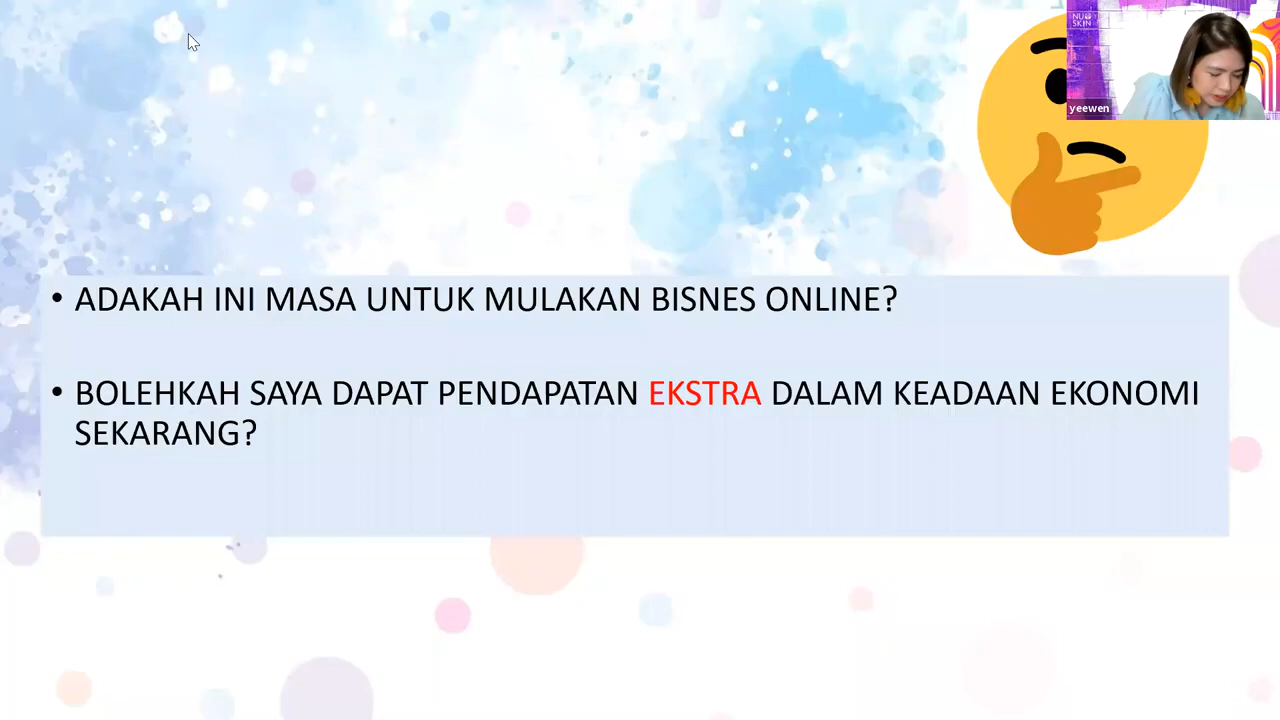 NU SKIN
yeewen
• ADAKAH INI MASA UNTUK MULAKAN BISNES ONLINE?
• BOLEHKAH SAYA DAPAT PENDAPATAN EKSTRA DALAM KEADAAN EKONOMI
SEKARANG?